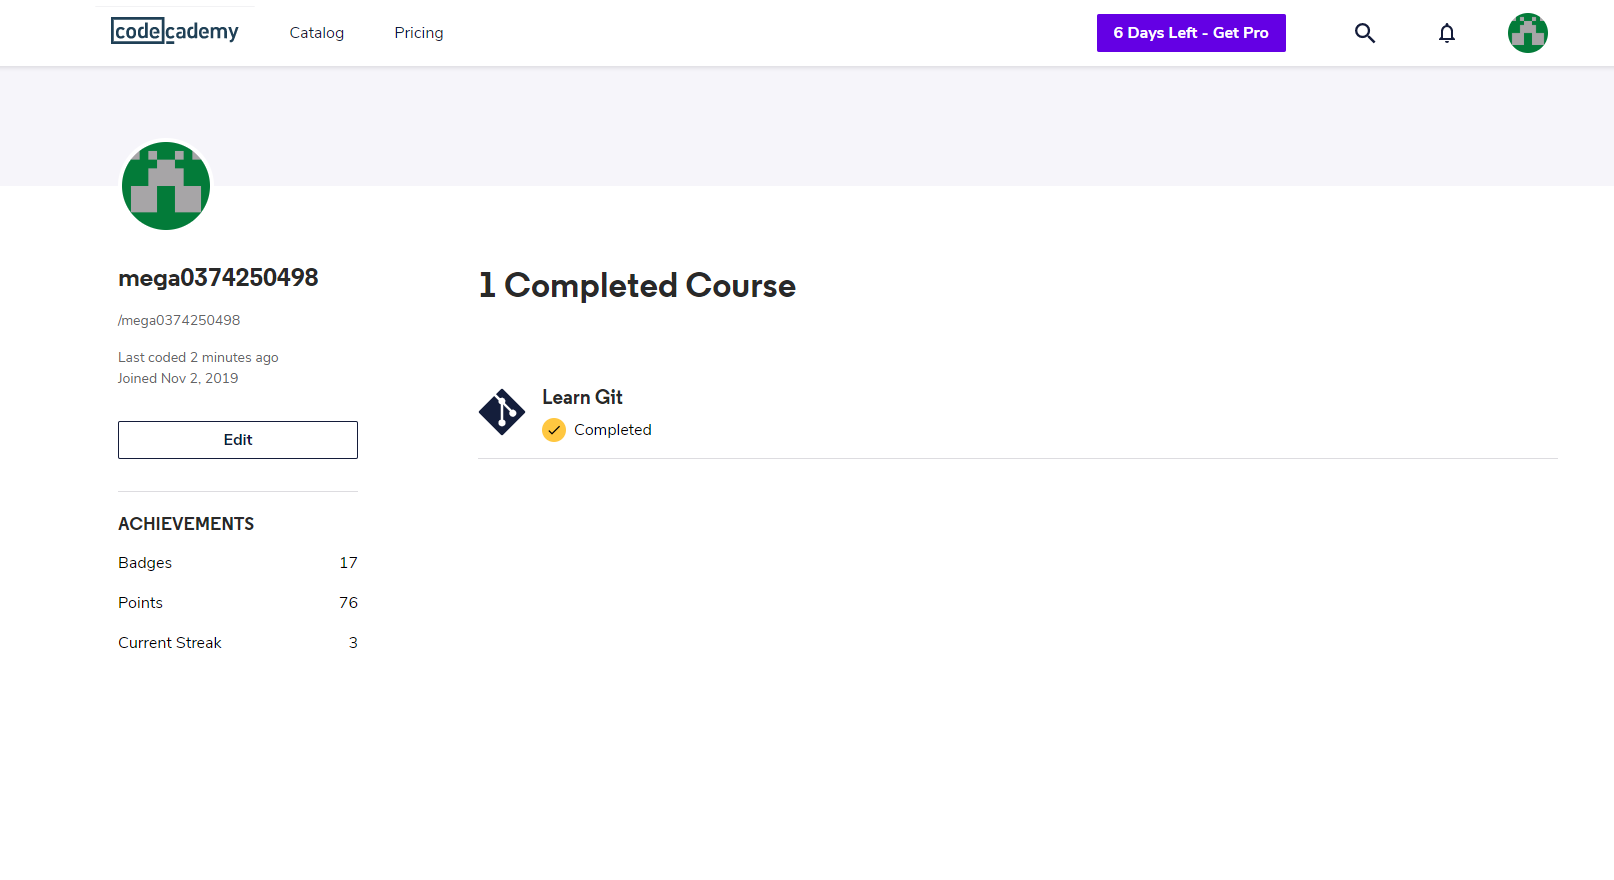 codecademy
Catalog
Pricing
6 Days Left - Get Pro
mega0374250498
/mega0374250498
Last coded 2 minutes ago
Joined Nov 2, 2019
Edit
ACHIEVEMENTS
Badges 17
Points 76
Current Streak 3
1 Completed Course
Learn Git
Completed